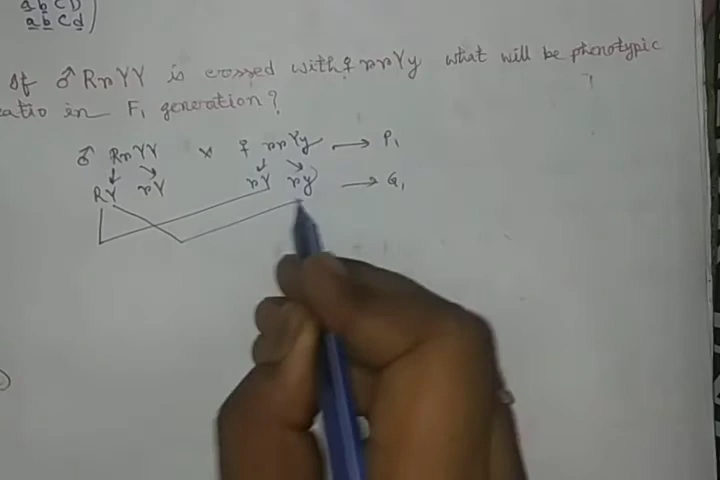 a b C D
a b C d)
If ♂ RrYY is crossed with ♀ rrYy what will be phenotypic
ratio in F₁ generation?
♂ RrYY × ♀ rrYy → P₁
RY rY rY ry → G₁